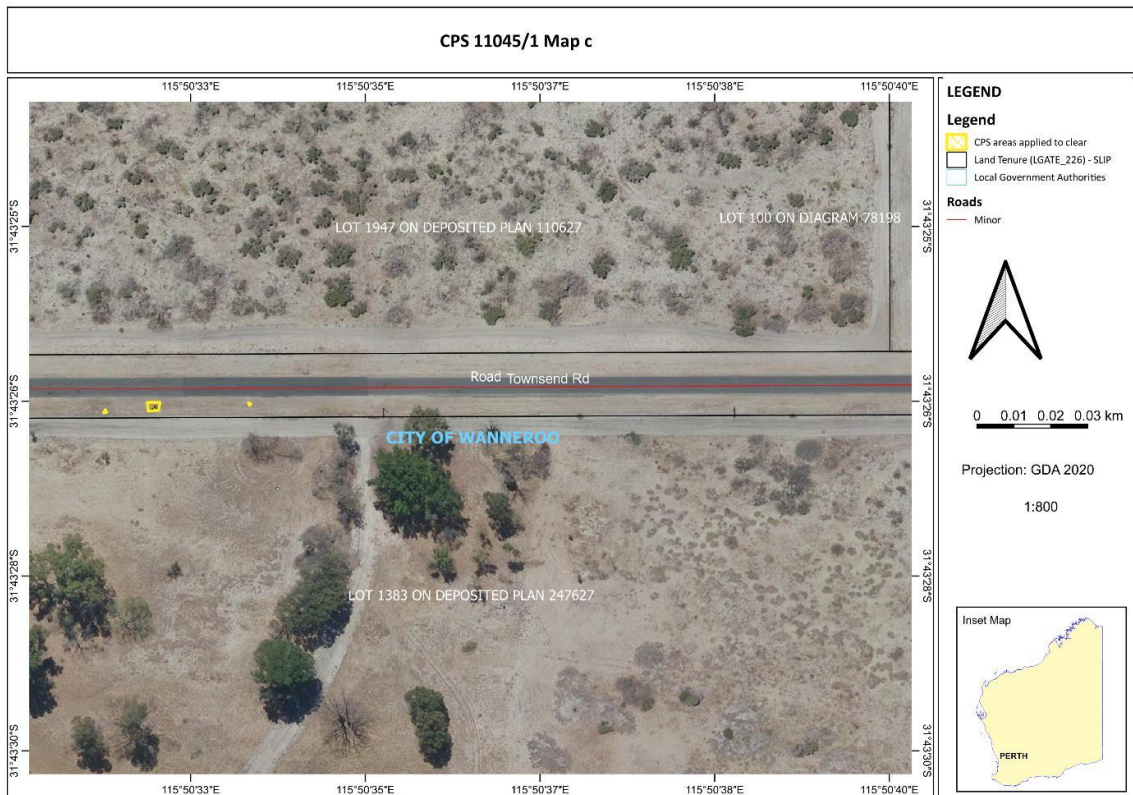 CPS 11045/1 Map c
115°50'33"E 115°50'35"E 115°50'37"E 115°50'38"E 115°50'40"E
31°43'25"S
31°43'26"S
31°43'28"S
31°43'30"S
LOT 1947 ON DEPOSITED PLAN 110627
LOT 100 ON DIAGRAM 78198
Road Townsend Rd
CITY OF WANNEROO
LOT 1383 ON DEPOSITED PLAN 247627
31°43'25"S
31°43'26"S
31°43'28"S
31°43'30"S
115°50'33"E 115°50'35"E 115°50'37"E 115°50'38"E 115°50'40"E
LEGEND
Legend
CPS areas applied to clear
Land Tenure (LGATE_226) - SLIP
Local Government Authorities
Roads
Minor
0 0.01 0.02 0.03 km
Projection: GDA 2020
1:800
Inset Map
PERTH